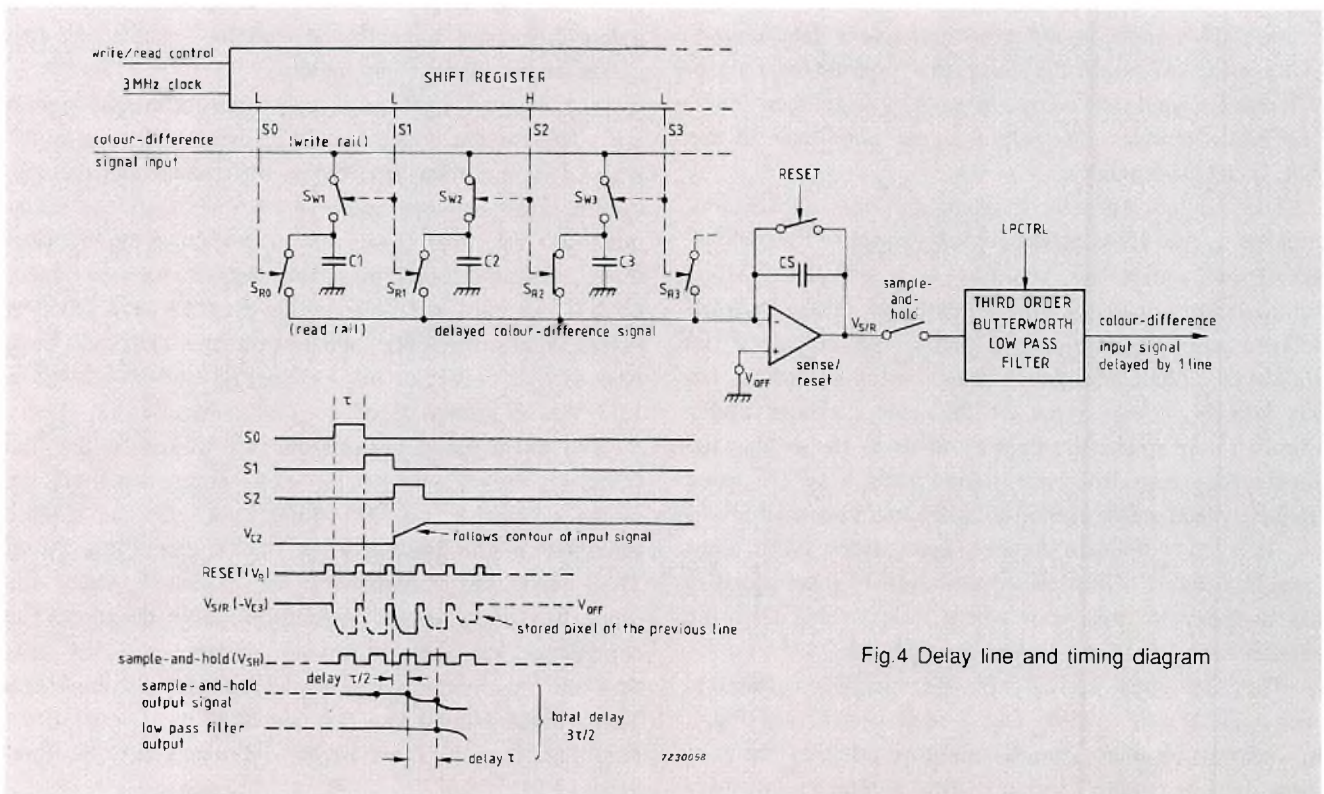 write/read control
3MHz clock
SHIFT REGISTER
L L H L
S0 S1 S2 S3
colour-difference
signal input
(write rail)
SW1 SW2 SW3
RESET
C1 C2 C3
CS
LPCTRL
SR0 SR1 SR2 SR3
(read rail) delayed colour-difference signal
-
+
VOFF
sense/
reset
VS/R
sample-
and-
hold
THIRD ORDER
BUTTERWORTH
LOW PASS
FILTER
colour-difference
input signal
delayed by 1 line
τ
S0
S1
S2
VC2
follows contour of input signal
RESET(VR)
VS/R(-VC3)
VOFF
stored pixel of the previous line
sample-and-hold(VSH)
delay τ/2
sample-and-hold
output signal
low pass filter
output
total delay
3τ/2
delay τ
7Z30058
Fig.4 Delay line and timing diagram